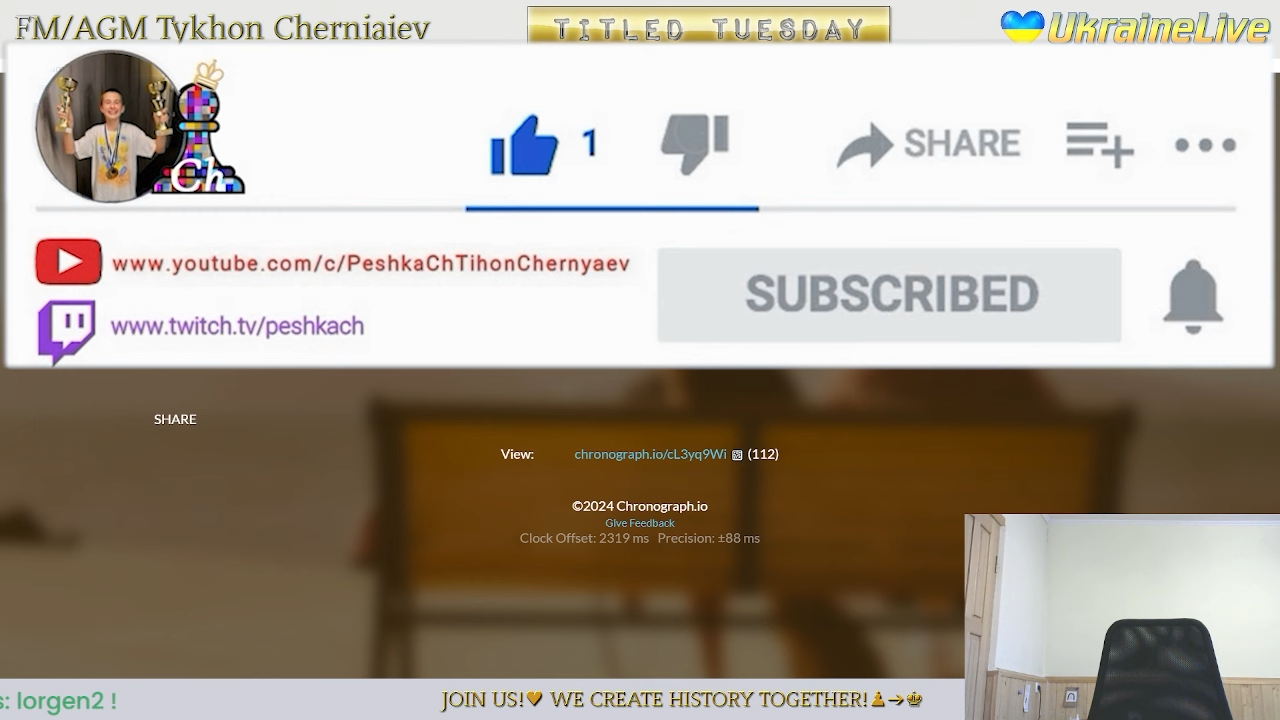 FM/AGM Tykhon Cherniaiev
TITLED TUESDAY
UkraineLive
Ch
1
SHARE
www.youtube.com/c/PeshkaChTihonChernyaev
SUBSCRIBED
www.twitch.tv/peshkach
SHARE
View: chronograph.io/cL3yq9Wi (112)
©2024 Chronograph.io
Give Feedback
Clock Offset: 2319 ms Precision: ±88 ms
s: lorgen2 !
JOIN US!♥ WE CREATE HISTORY TOGETHER!♟→♚